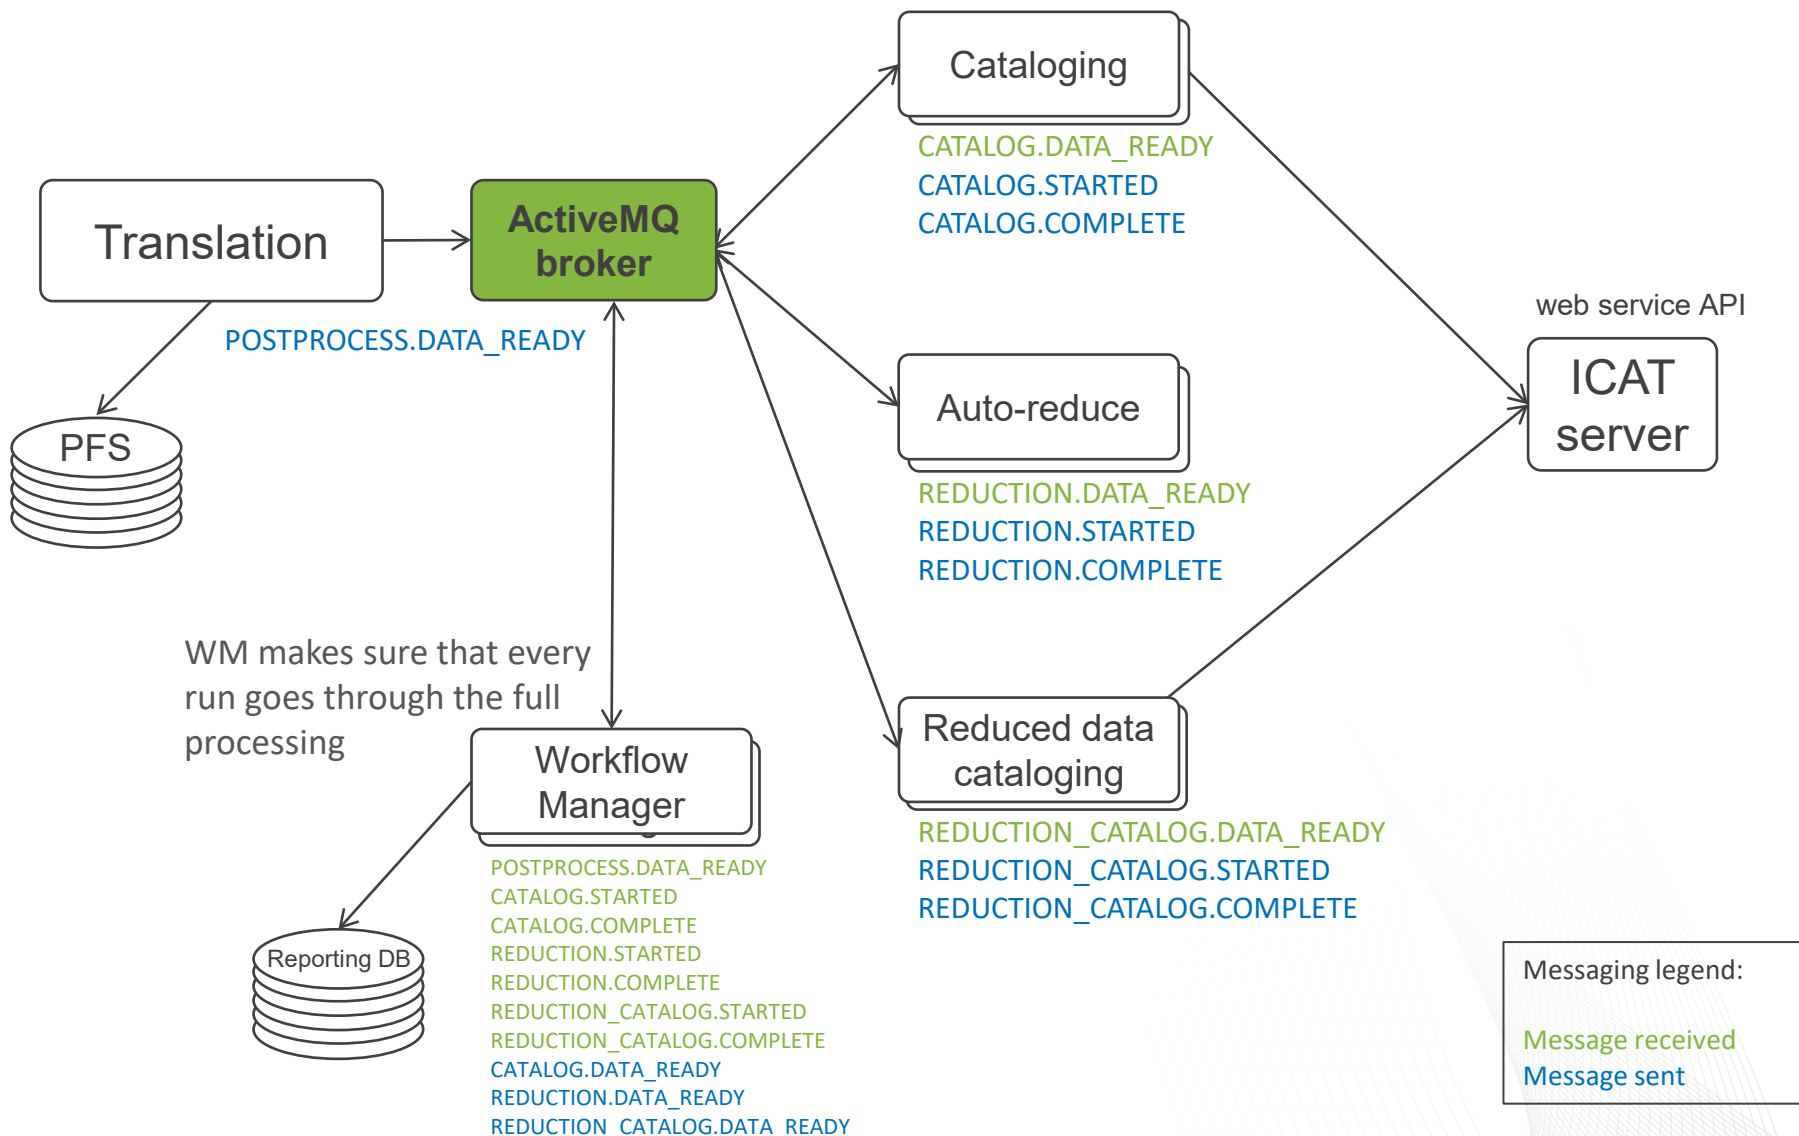 Cataloging
CATALOG.DATA_READY
CATALOG.STARTED
CATALOG.COMPLETE
Translation
ActiveMQ
broker
POSTPROCESS.DATA_READY
PFS
web service API
ICAT
server
Auto-reduce
REDUCTION.DATA_READY
REDUCTION.STARTED
REDUCTION.COMPLETE
WM makes sure that every
run goes through the full
processing
Workflow
Manager
Reduced data
cataloging
REDUCTION_CATALOG.DATA_READY
REDUCTION_CATALOG.STARTED
REDUCTION_CATALOG.COMPLETE
Reporting DB
POSTPROCESS.DATA_READY
CATALOG.STARTED
CATALOG.COMPLETE
REDUCTION.STARTED
REDUCTION.COMPLETE
REDUCTION_CATALOG.STARTED
REDUCTION_CATALOG.COMPLETE
CATALOG.DATA_READY
REDUCTION.DATA_READY
REDUCTION_CATALOG.DATA_READY
Messaging legend:
Message received
Message sent